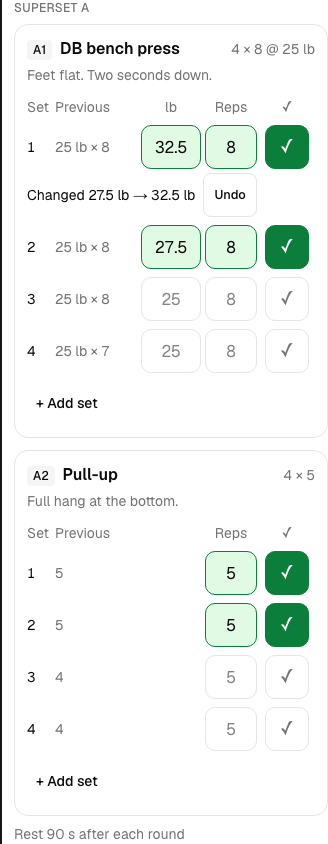 SUPERSET A
A1 DB bench press 4 × 8 @ 25 lb
Feet flat. Two seconds down.
Set Previous lb Reps ✓
1 25 lb × 8 32.5 8 ✓
Changed 27.5 lb → 32.5 lb Undo
2 25 lb × 8 27.5 8 ✓
3 25 lb × 8 25 8 ✓
4 25 lb × 7 25 8 ✓
+ Add set
A2 Pull-up 4 × 5
Full hang at the bottom.
Set Previous Reps ✓
1 5 5 ✓
2 5 5 ✓
3 4 5 ✓
4 4 5 ✓
+ Add set
Rest 90 s after each round